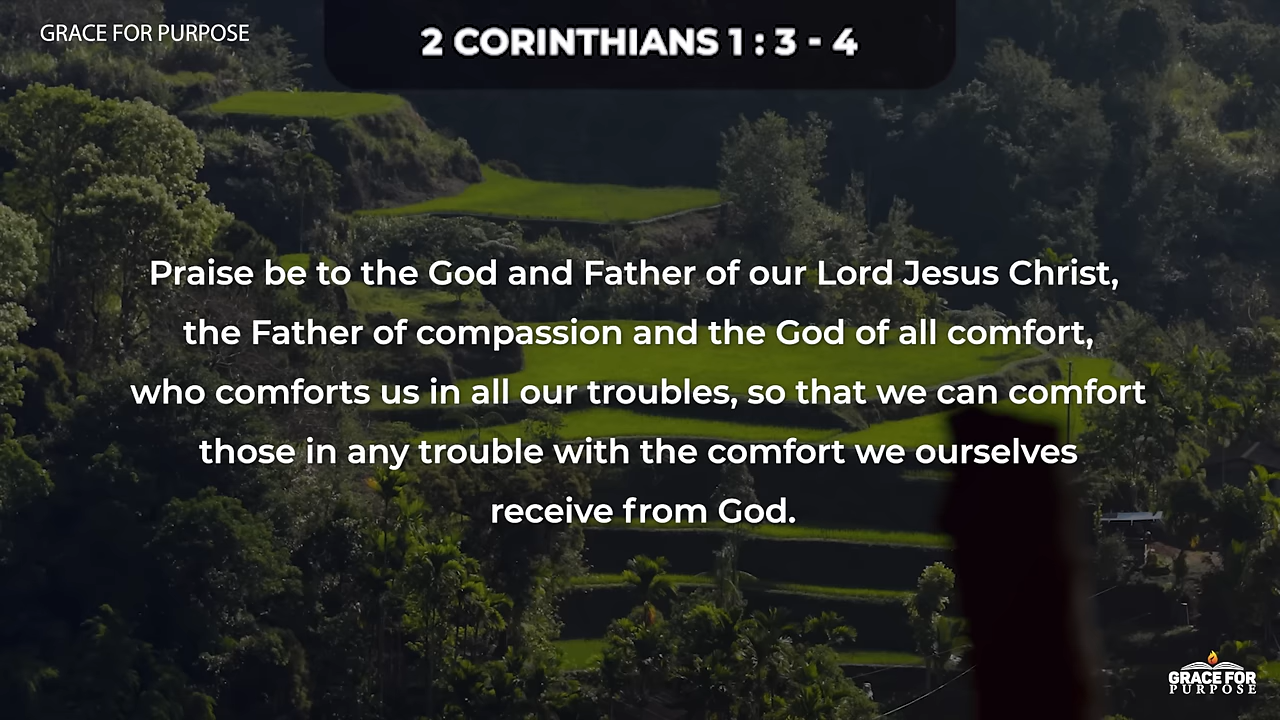 GRACE FOR PURPOSE
2 CORINTHIANS 1 : 3 - 4
Praise be to the God and Father of our Lord Jesus Christ,
the Father of compassion and the God of all comfort,
who comforts us in all our troubles, so that we can comfort
those in any trouble with the comfort we ourselves
receive from God.
GRACE FOR
PURPOSE